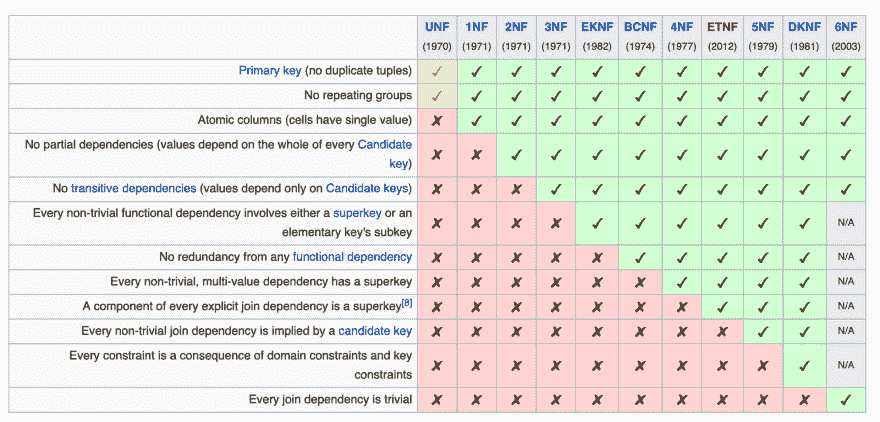 UNF 1NF 2NF 3NF EKNF BCNF 4NF ETNF 5NF DKNF 6NF
(1970) (1971) (1971) (1971) (1982) (1974) (1977) (2012) (1979) (1981) (2003)
Primary key (no duplicate tuples) ✓ ✓ ✓ ✓ ✓ ✓ ✓ ✓ ✓ ✓ ✓
No repeating groups ✓ ✓ ✓ ✓ ✓ ✓ ✓ ✓ ✓ ✓ ✓
Atomic columns (cells have single value) ✗ ✓ ✓ ✓ ✓ ✓ ✓ ✓ ✓ ✓ ✓
No partial dependencies (values depend on the whole of every Candidate
key) ✗ ✗ ✓ ✓ ✓ ✓ ✓ ✓ ✓ ✓ ✓
No transitive dependencies (values depend only on Candidate keys) ✗ ✗ ✗ ✓ ✓ ✓ ✓ ✓ ✓ ✓ ✓
Every non-trivial functional dependency involves either a superkey or an
elementary key's subkey ✗ ✗ ✗ ✗ ✓ ✓ ✓ ✓ ✓ ✓ N/A
No redundancy from any functional dependency ✗ ✗ ✗ ✗ ✗ ✓ ✓ ✓ ✓ ✓ N/A
Every non-trivial, multi-value dependency has a superkey ✗ ✗ ✗ ✗ ✗ ✗ ✓ ✓ ✓ ✓ N/A
A component of every explicit join dependency is a superkey[8] ✗ ✗ ✗ ✗ ✗ ✗ ✗ ✓ ✓ ✓ N/A
Every non-trivial join dependency is implied by a candidate key ✗ ✗ ✗ ✗ ✗ ✗ ✗ ✗ ✓ ✓ N/A
Every constraint is a consequence of domain constraints and key
constraints ✗ ✗ ✗ ✗ ✗ ✗ ✗ ✗ ✗ ✓ N/A
Every join dependency is trivial ✗ ✗ ✗ ✗ ✗ ✗ ✗ ✗ ✗ ✗ ✓